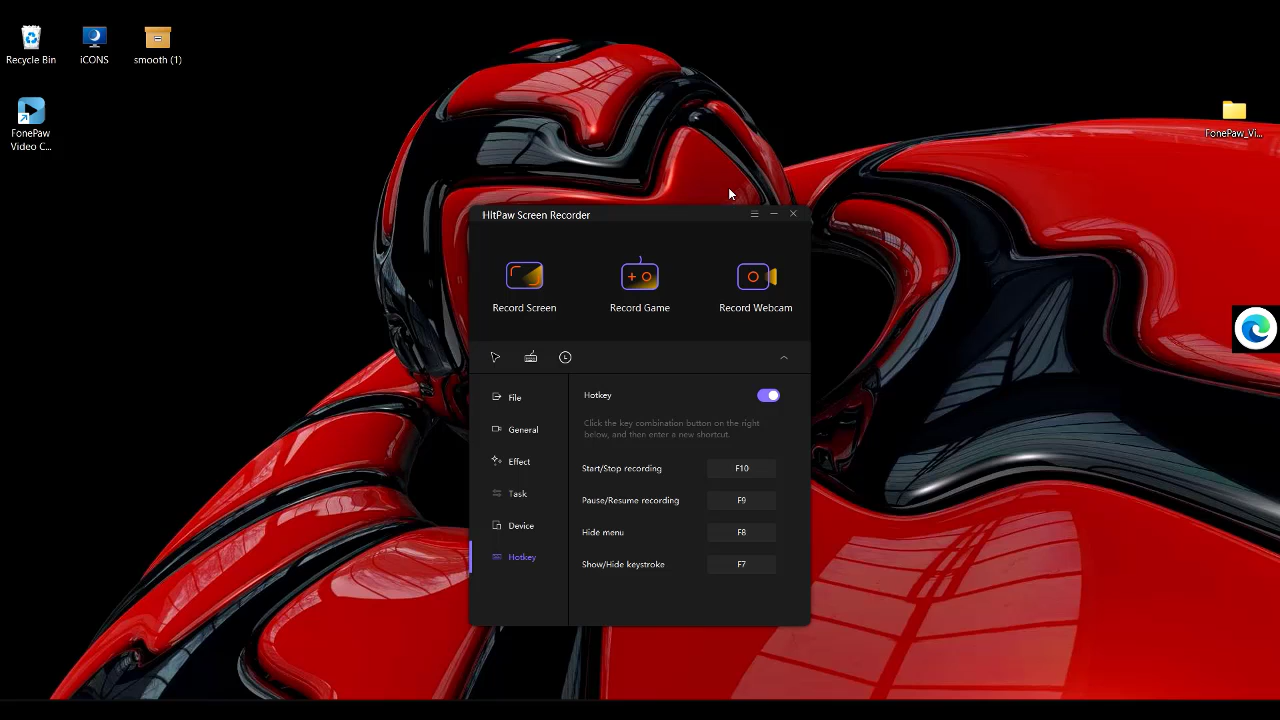 Recycle Bin
iCONS
smooth (1)
FonePaw
Video C...
FonePaw_Vi...
HitPaw Screen Recorder
Record Screen
Record Game
Record Webcam
File
General
Effect
Task
Device
Hotkey
Hotkey
Click the key combination button on the right
below, and then enter a new shortcut.
Start/Stop recording
F10
Pause/Resume recording
F9
Hide menu
F8
Show/Hide keystroke
F7